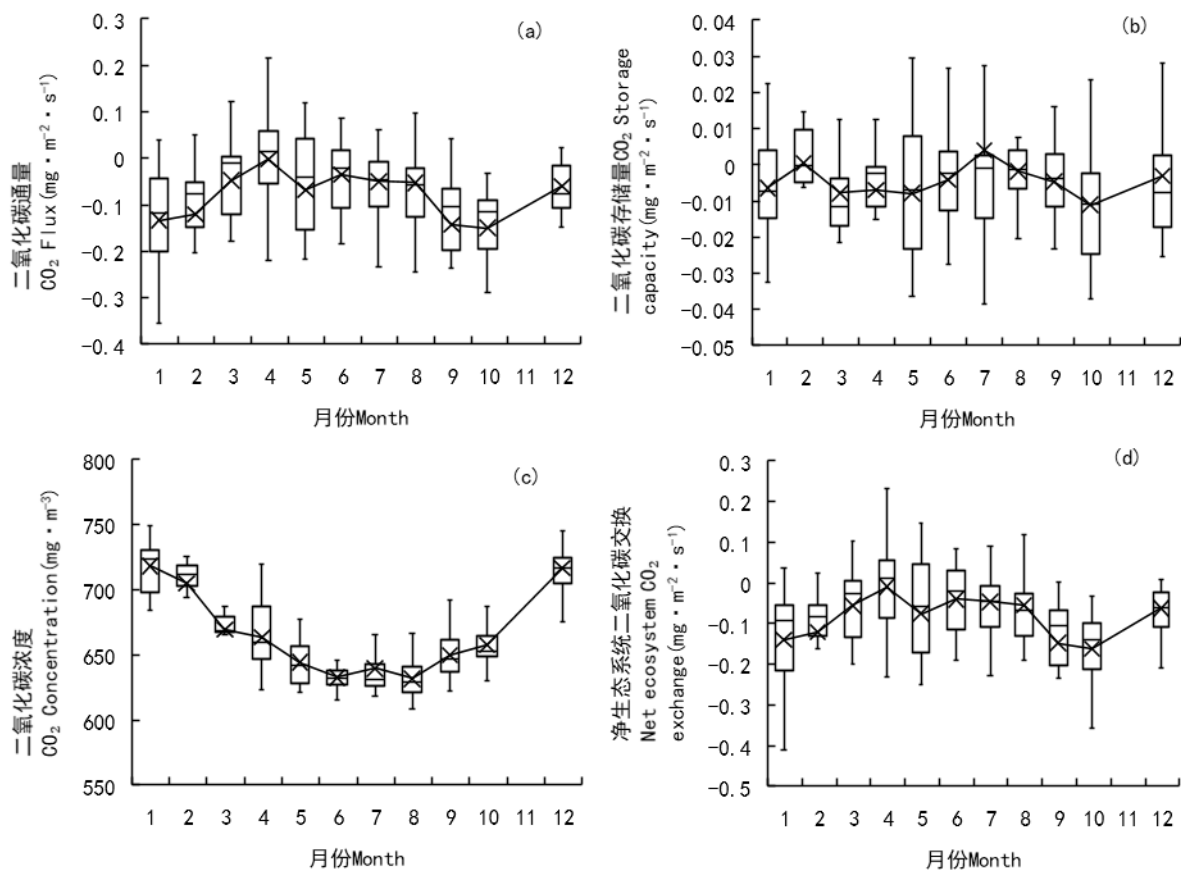 二氧化碳通量
CO₂ Flux(mg·m⁻²·s⁻¹)
0.3
0.2
0.1
0
-0.1
-0.2
-0.3
-0.4
(a)
1 2 3 4 5 6 7 8 9 10 11 12
月份Month
二氧化碳存储量CO₂ Storage
capacity(mg·m⁻²·s⁻¹)
0.04
0.03
0.02
0.01
0
-0.01
-0.02
-0.03
-0.04
-0.05
(b)
1 2 3 4 5 6 7 8 9 10 11 12
月份Month
二氧化碳浓度
CO₂ Concentration(mg·m⁻³)
800
750
700
650
600
550
(c)
1 2 3 4 5 6 7 8 9 10 11 12
月份Month
净生态系统二氧化碳交换
Net ecosystem CO₂
exchange(mg·m⁻²·s⁻¹)
0.3
0.2
0.1
0
-0.1
-0.2
-0.3
-0.4
-0.5
(d)
1 2 3 4 5 6 7 8 9 10 11 12
月份Month